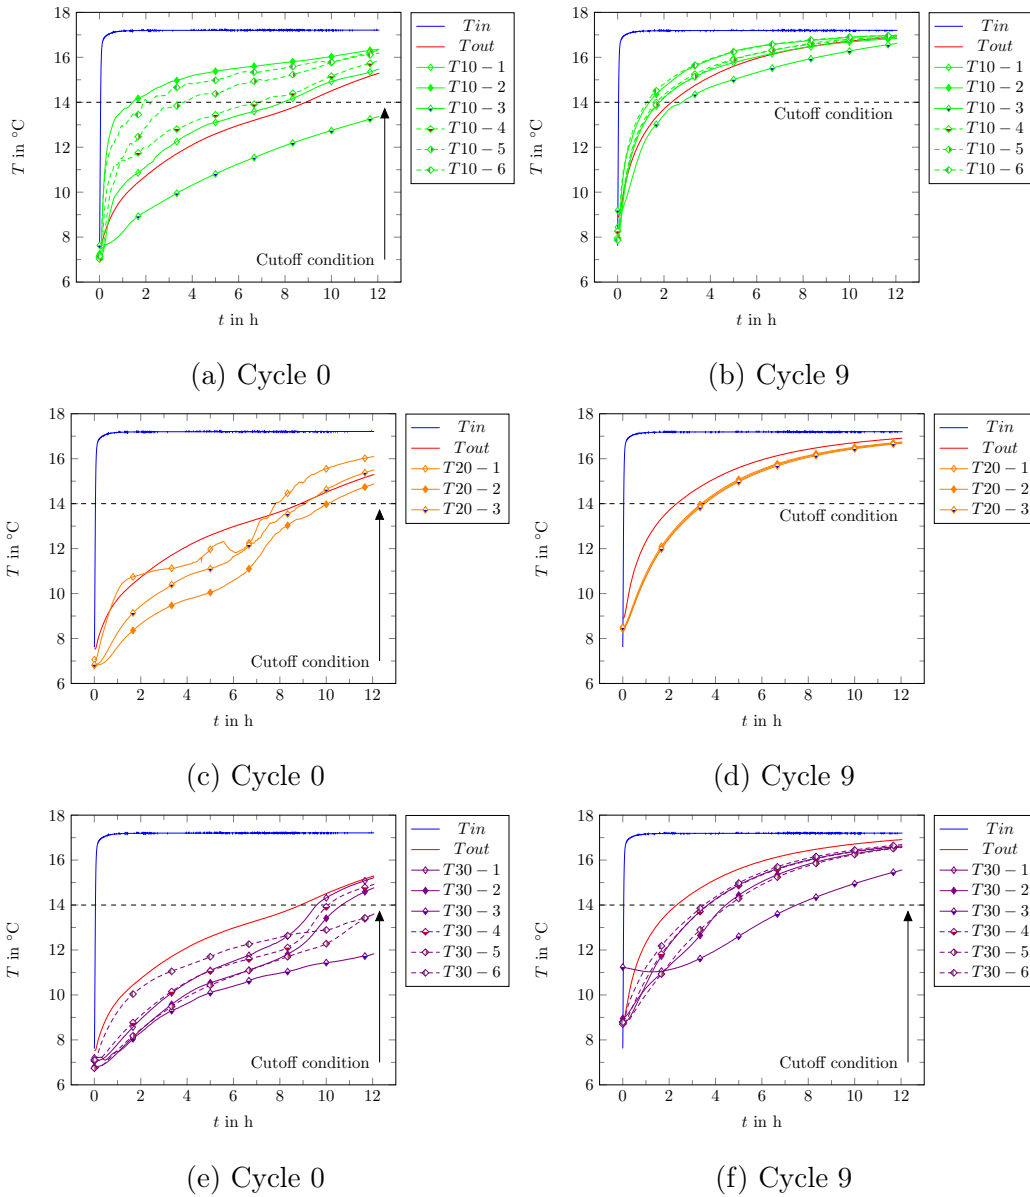 18
16
14
12
10
8
6
T in °C
0 2 4 6 8 10 12
t in h
Cutoff condition
Tin
Tout
T10 − 1
T10 − 2
T10 − 3
T10 − 4
T10 − 5
T10 − 6
(a) Cycle 0
18
16
14
12
10
8
6
T in °C
0 2 4 6 8 10 12
t in h
Cutoff condition
Tin
Tout
T10 − 1
T10 − 2
T10 − 3
T10 − 4
T10 − 5
T10 − 6
(b) Cycle 9
18
16
14
12
10
8
6
T in °C
0 2 4 6 8 10 12
t in h
Cutoff condition
Tin
Tout
T20 − 1
T20 − 2
T20 − 3
(c) Cycle 0
18
16
14
12
10
8
6
T in °C
0 2 4 6 8 10 12
t in h
Cutoff condition
Tin
Tout
T20 − 1
T20 − 2
T20 − 3
(d) Cycle 9
18
16
14
12
10
8
6
T in °C
0 2 4 6 8 10 12
t in h
Cutoff condition
Tin
Tout
T30 − 1
T30 − 2
T30 − 3
T30 − 4
T30 − 5
T30 − 6
(e) Cycle 0
18
16
14
12
10
8
6
T in °C
0 2 4 6 8 10 12
t in h
Cutoff condition
Tin
Tout
T30 − 1
T30 − 2
T30 − 3
T30 − 4
T30 − 5
T30 − 6
(f) Cycle 9